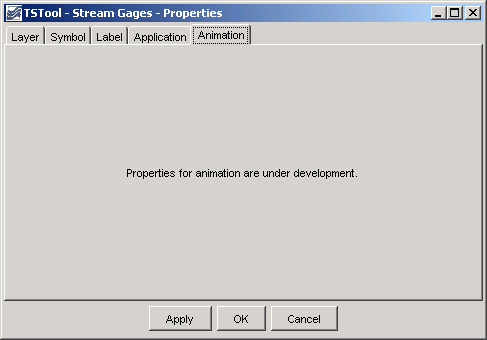 TSTool - Stream Gages - Properties
Layer Symbol Label Application Animation
Properties for animation are under development.
Apply OK Cancel